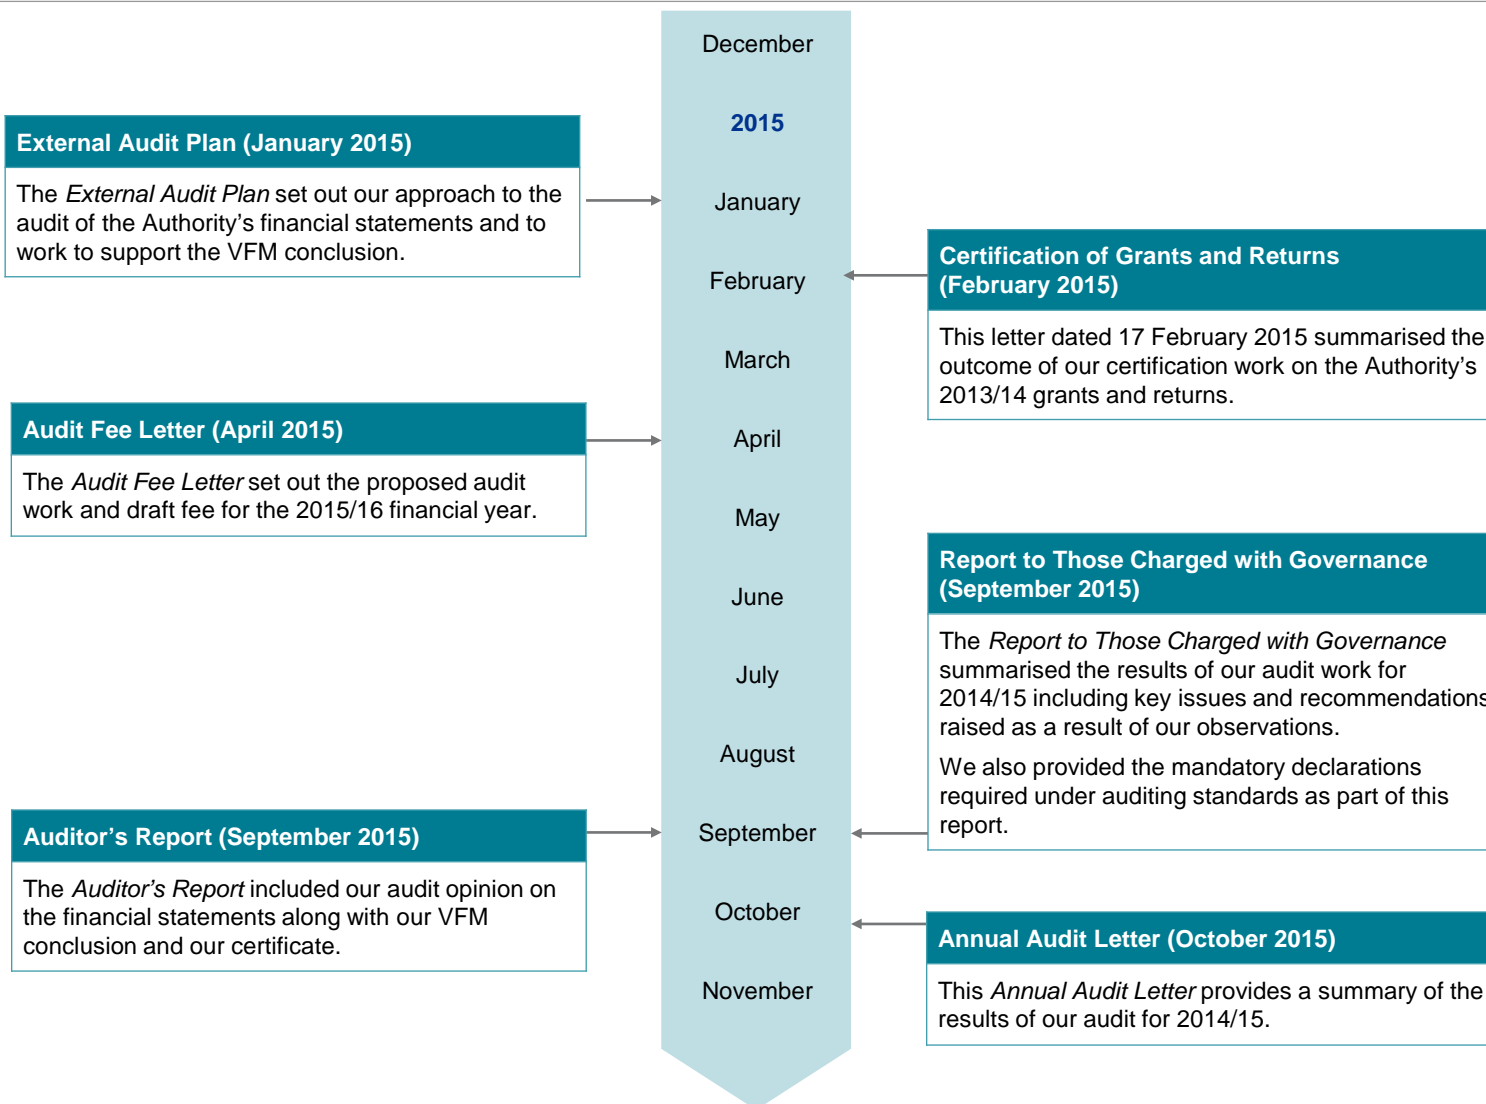 December
2015
External Audit Plan (January 2015)
The External Audit Plan set out our approach to the
audit of the Authority’s financial statements and to
work to support the VFM conclusion.
January
February
Certification of Grants and Returns
(February 2015)
This letter dated 17 February 2015 summarised the
outcome of our certification work on the Authority’s
2013/14 grants and returns.
March
Audit Fee Letter (April 2015)
The Audit Fee Letter set out the proposed audit
work and draft fee for the 2015/16 financial year.
April
May
June
July
August
Report to Those Charged with Governance
(September 2015)
The Report to Those Charged with Governance
summarised the results of our audit work for
2014/15 including key issues and recommendations
raised as a result of our observations.
We also provided the mandatory declarations
required under auditing standards as part of this
report.
Auditor’s Report (September 2015)
The Auditor’s Report included our audit opinion on
the financial statements along with our VFM
conclusion and our certificate.
September
October
November
Annual Audit Letter (October 2015)
This Annual Audit Letter provides a summary of the
results of our audit for 2014/15.